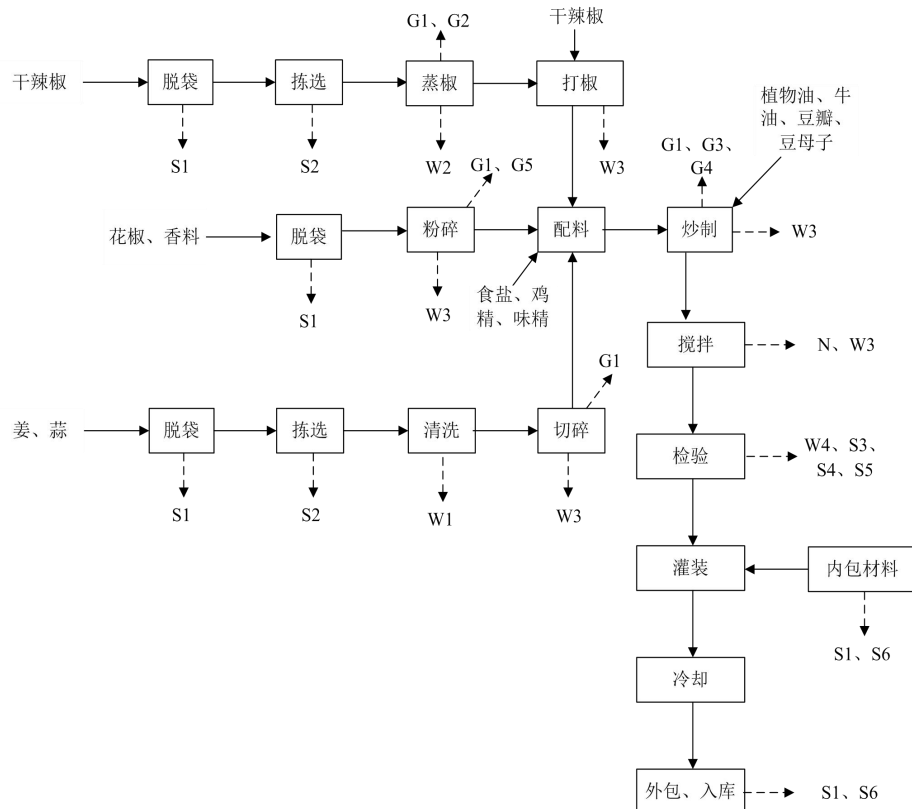 G1、G2
干辣椒
干辣椒
脱袋
拣选
蒸椒
打椒
植物油、牛
油、豆瓣、
豆母子
S1
S2
W2
W3
G1、G3、
G4
G1、G5
花椒、香料
脱袋
粉碎
配料
炒制
W3
S1
W3
食盐、鸡
精、味精
搅拌
N、W3
G1
姜、蒜
脱袋
拣选
清洗
切碎
检验
W4、S3、
S4、S5
S1
S2
W1
W3
灌装
内包材料
S1、S6
冷却
外包、入库
S1、S6